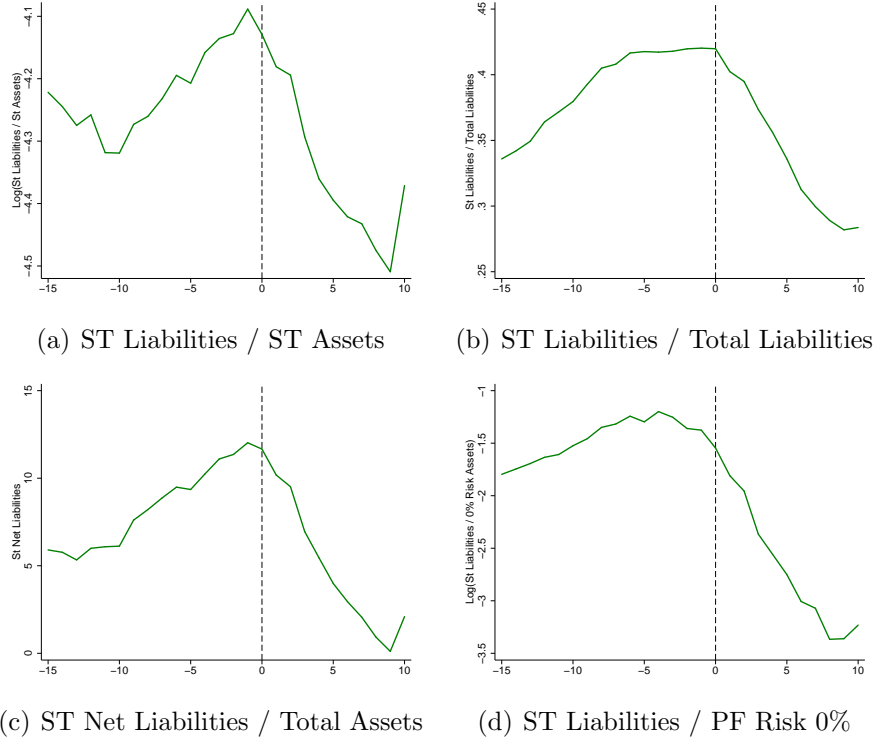 Log(St Liabilities / St Assets)
−4.1
−4.2
−4.3
−4.4
−4.5
−15 −10 −5 0 5 10
(a) ST Liabilities / ST Assets
St Liabilities / Total Liabilities
.45
.4
.35
.3
.25
−15 −10 −5 0 5 10
(b) ST Liabilities / Total Liabilities
St Net Liabilities
15
10
5
0
−15 −10 −5 0 5 10
(c) ST Net Liabilities / Total Assets
Log(St Liabilities / 0% Risk Assets)
−1
−1.5
−2
−2.5
−3
−3.5
−15 −10 −5 0 5 10
(d) ST Liabilities / PF Risk 0%